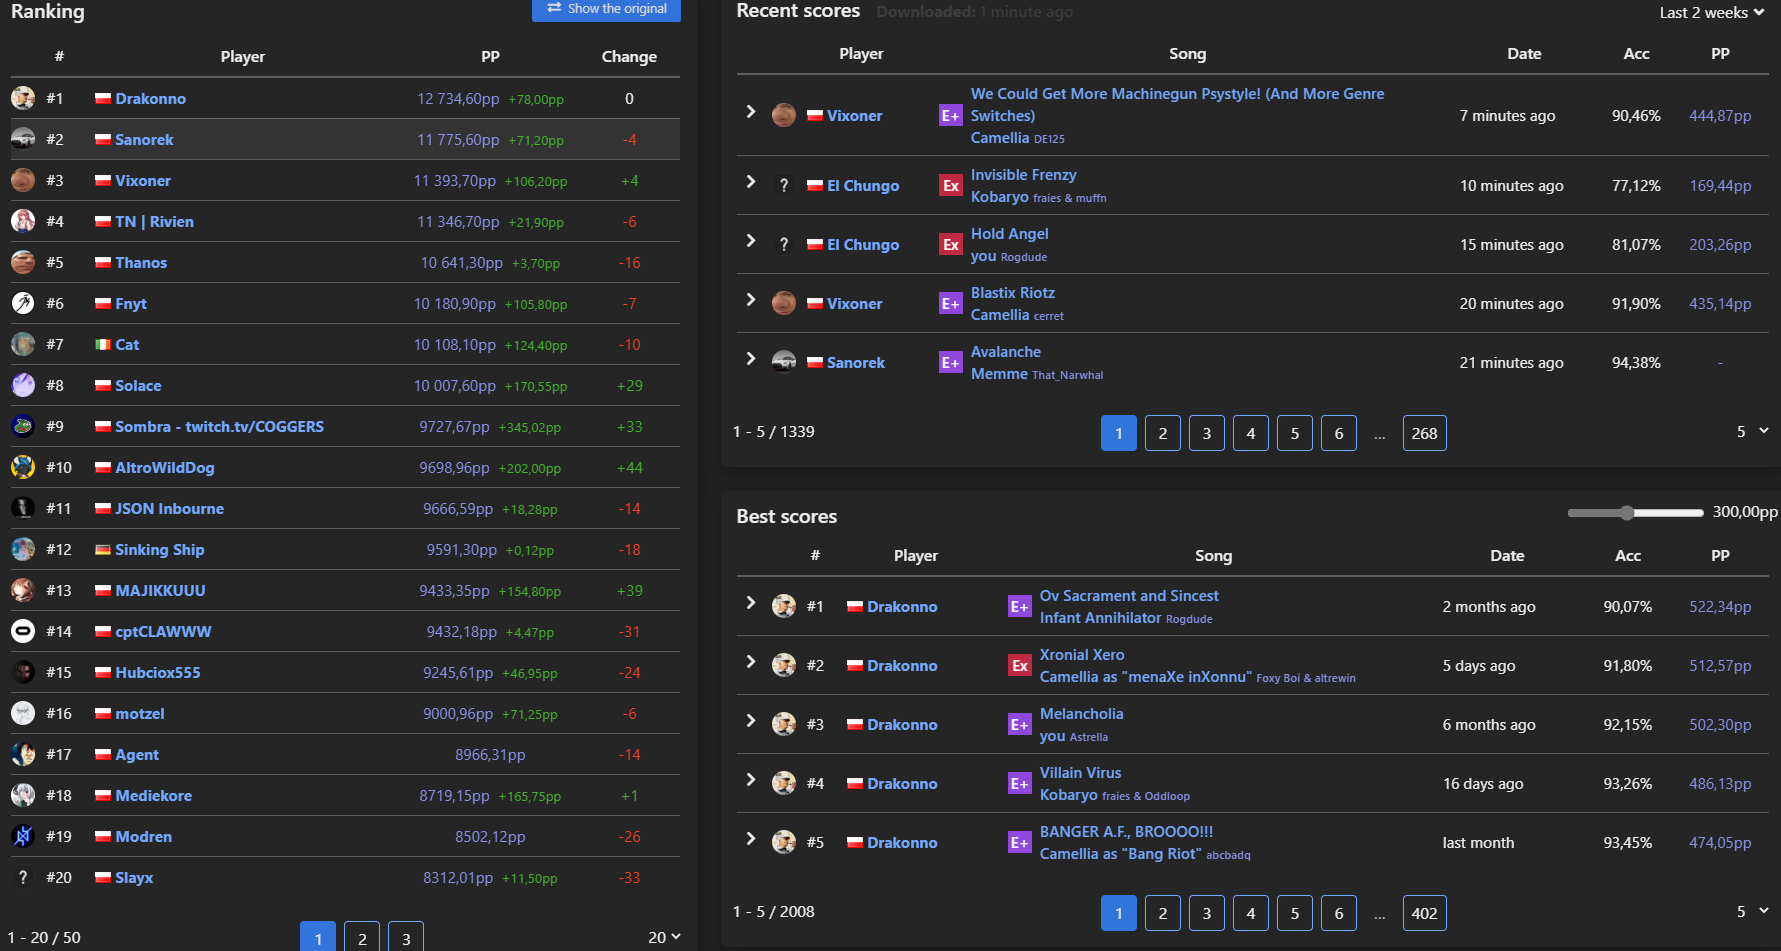 Ranking
Show the original
# Player PP Change
#1 Drakonno 12 734,60pp +78,00pp 0
#2 Sanorek 11 775,60pp +71,20pp -4
#3 Vixoner 11 393,70pp +106,20pp +4
#4 TN | Rivien 11 346,70pp +21,90pp -6
#5 Thanos 10 641,30pp +3,70pp -16
#6 Fnyt 10 180,90pp +105,80pp -7
#7 Cat 10 108,10pp +124,40pp -10
#8 Solace 10 007,60pp +170,55pp +29
#9 Sombra - twitch.tv/COGGERS 9727,67pp +345,02pp +33
#10 AltroWildDog 9698,96pp +202,00pp +44
#11 JSON Inbourne 9666,59pp +18,28pp -14
#12 Sinking Ship 9591,30pp +0,12pp -18
#13 MAJIKKUUU 9433,35pp +154,80pp +39
#14 cptCLAWWW 9432,18pp +4,47pp -31
#15 Hubciox555 9245,61pp +46,95pp -24
#16 motzel 9000,96pp +71,25pp -6
#17 Agent 8966,31pp -14
#18 Mediekore 8719,15pp +165,75pp +1
#19 Modren 8502,12pp -26
? #20 Slayx 8312,01pp +11,50pp -33
1 - 20 / 50 1 2 3 20
Recent scores Downloaded: 1 minute ago Last 2 weeks
Player Song Date Acc PP
We Could Get More Machinegun Psystyle! (And More Genre
Vixoner E+ Switches) 7 minutes ago 90,46% 444,87pp
Camellia DE125
Invisible Frenzy
? El Chungo Ex 10 minutes ago 77,12% 169,44pp
Kobaryo fraies & muffn
Hold Angel
? El Chungo Ex 15 minutes ago 81,07% 203,26pp
you Rogdude
Blastix Riotz
Vixoner E+ 20 minutes ago 91,90% 435,14pp
Camellia cerret
Avalanche
Sanorek E+ 21 minutes ago 94,38% -
Memme That_Narwhal
1 - 5 / 1339 1 2 3 4 5 6 ... 268 5
Best scores 300,00pp
# Player Song Date Acc PP
Ov Sacrament and Sincest
#1 Drakonno E+ 2 months ago 90,07% 522,34pp
Infant Annihilator Rogdude
Xronial Xero
#2 Drakonno Ex 5 days ago 91,80% 512,57pp
Camellia as "menaXe inXonnu" Foxy Boi & altrewin
Melancholia
#3 Drakonno E+ 6 months ago 92,15% 502,30pp
you Astrella
Villain Virus
#4 Drakonno E+ 16 days ago 93,26% 486,13pp
Kobaryo fraies & Oddloop
BANGER A.F., BROOOO!!!
#5 Drakonno E+ last month 93,45% 474,05pp
Camellia as "Bang Riot" abcbadq
1 - 5 / 2008 1 2 3 4 5 6 ... 402 5